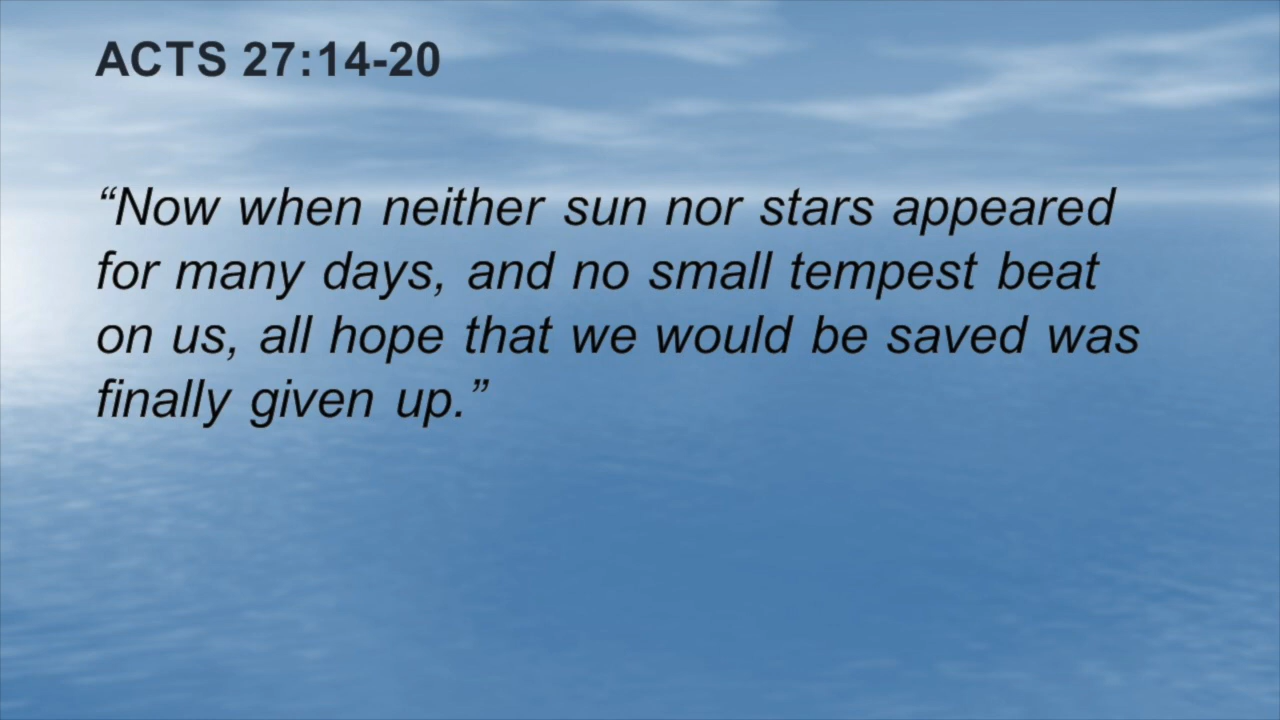 ACTS 27:14-20
“Now when neither sun nor stars appeared
for many days, and no small tempest beat
on us, all hope that we would be saved was
finally given up.”